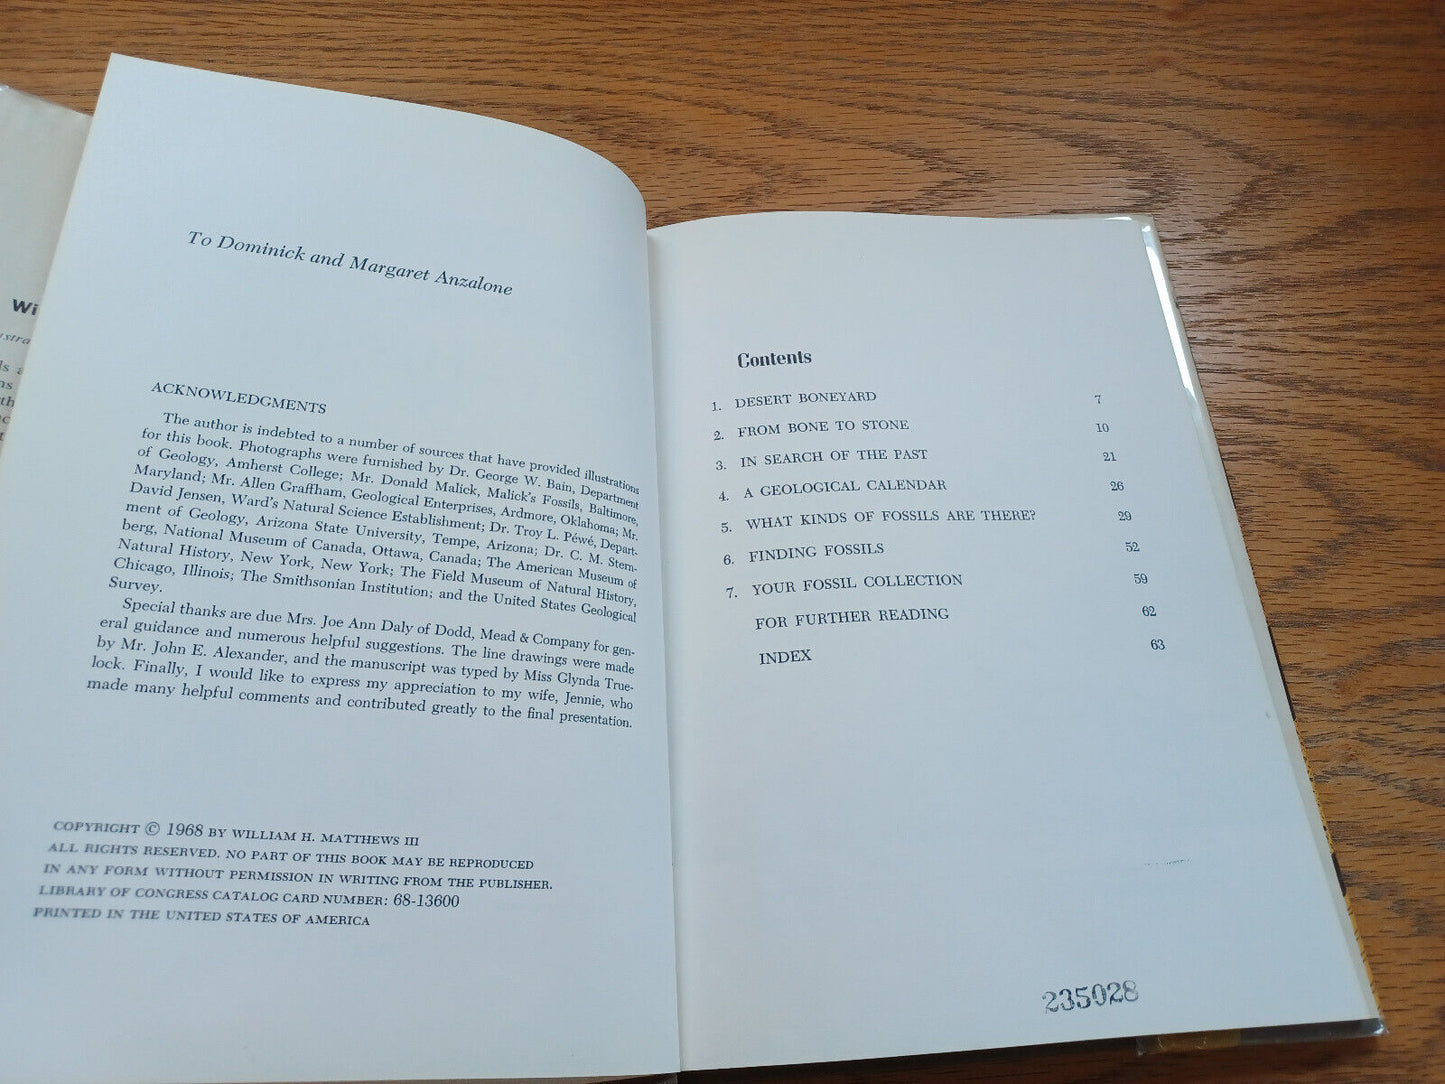 Wi
To Dominick and Margaret Anzalone
ACKNOWLEDGMENTS
The author is indebted to a number of sources that have provided illustrations
for this book. Photographs were furnished by Dr. George W. Bain, Department
of Geology, Amherst College; Mr. Donald Malick, Malick's Fossils, Baltimore,
Maryland; Mr. Allen Graffham, Geological Enterprises, Ardmore, Oklahoma; Mr.
David Jensen, Ward's Natural Science Establishment; Dr. Troy L. Péwé, Depart-
ment of Geology, Arizona State University, Tempe, Arizona; Dr. C. M. Stern-
berg, National Museum of Canada, Ottawa, Canada; The American Museum of
Natural History, New York, New York; The Field Museum of Natural History,
Chicago, Illinois; The Smithsonian Institution; and the United States Geological
Survey.
Special thanks are due Mrs. Joe Ann Daly of Dodd, Mead & Company for gen-
eral guidance and numerous helpful suggestions. The line drawings were made
by Mr. John E. Alexander, and the manuscript was typed by Miss Glynda True-
lock. Finally, I would like to express my appreciation to my wife, Jennie, who
made many helpful comments and contributed greatly to the final presentation.
COPYRIGHT © 1968 BY WILLIAM H. MATTHEWS III
ALL RIGHTS RESERVED. NO PART OF THIS BOOK MAY BE REPRODUCED
IN ANY FORM WITHOUT PERMISSION IN WRITING FROM THE PUBLISHER.
LIBRARY OF CONGRESS CATALOG CARD NUMBER: 68-13600
PRINTED IN THE UNITED STATES OF AMERICA
Contents
1. DESERT BONEYARD 7
2. FROM BONE TO STONE 10
3. IN SEARCH OF THE PAST 21
4. A GEOLOGICAL CALENDAR 26
5. WHAT KINDS OF FOSSILS ARE THERE? 29
6. FINDING FOSSILS 52
7. YOUR FOSSIL COLLECTION 59
FOR FURTHER READING 62
INDEX 63
235028